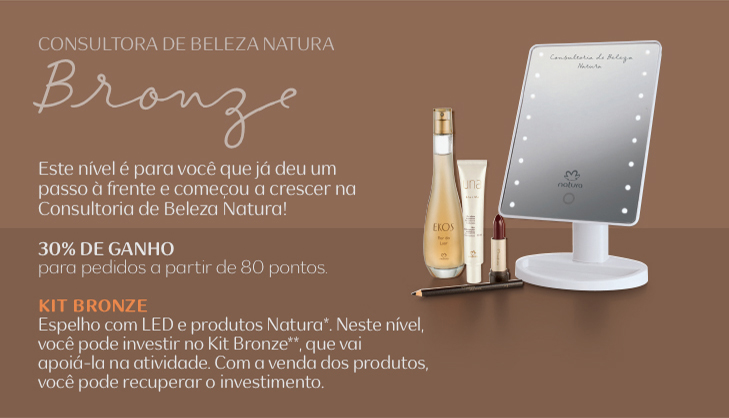 CONSULTORA DE BELEZA NATURA
Bronze
Este nível é para você que já deu um
passo à frente e começou a crescer na
Consultoria de Beleza Natura!
30% DE GANHO
para pedidos a partir de 80 pontos.
KIT BRONZE
Espelho com LED e produtos Natura*. Neste nível,
você pode investir no Kit Bronze**, que vai
apoiá-la na atividade. Com a venda dos produtos,
você pode recuperar o investimento.
Consultoria de Beleza
Natura
natura
EKOS
una